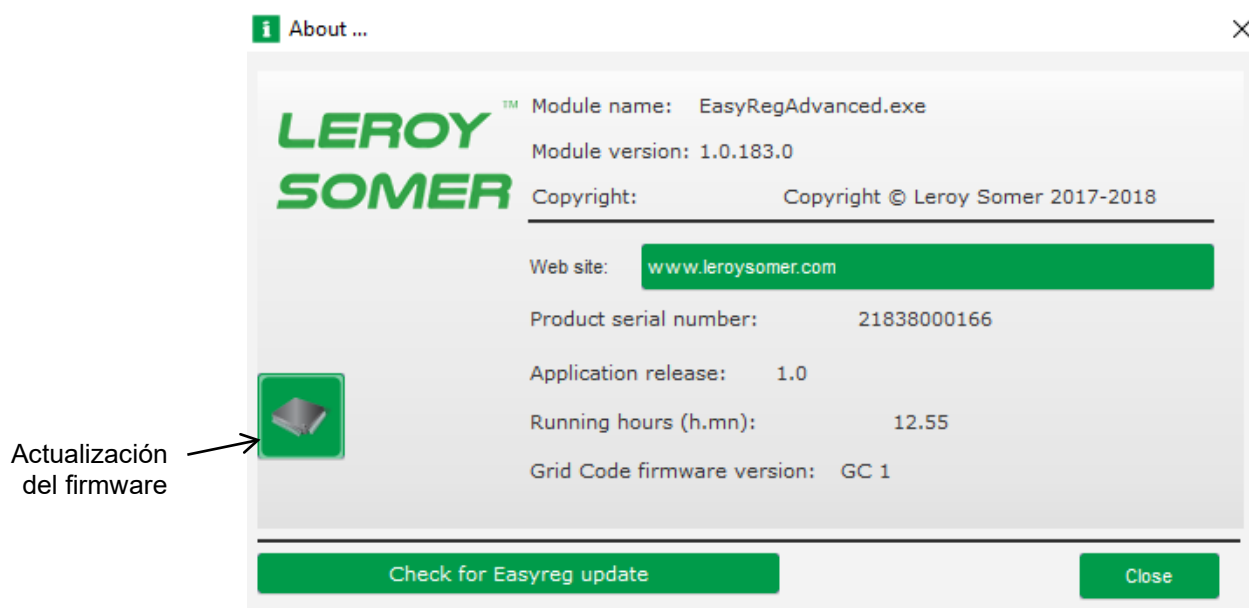 About ...
LEROY™
SOMER
Module name: EasyRegAdvanced.exe
Module version: 1.0.183.0
Copyright: Copyright © Leroy Somer 2017-2018
Web site: www.leroysomer.com
Product serial number: 21838000166
Application release: 1.0
Running hours (h.mn): 12.55
Grid Code firmware version: GC 1
Actualización
del firmware
Check for Easyreg update
Close